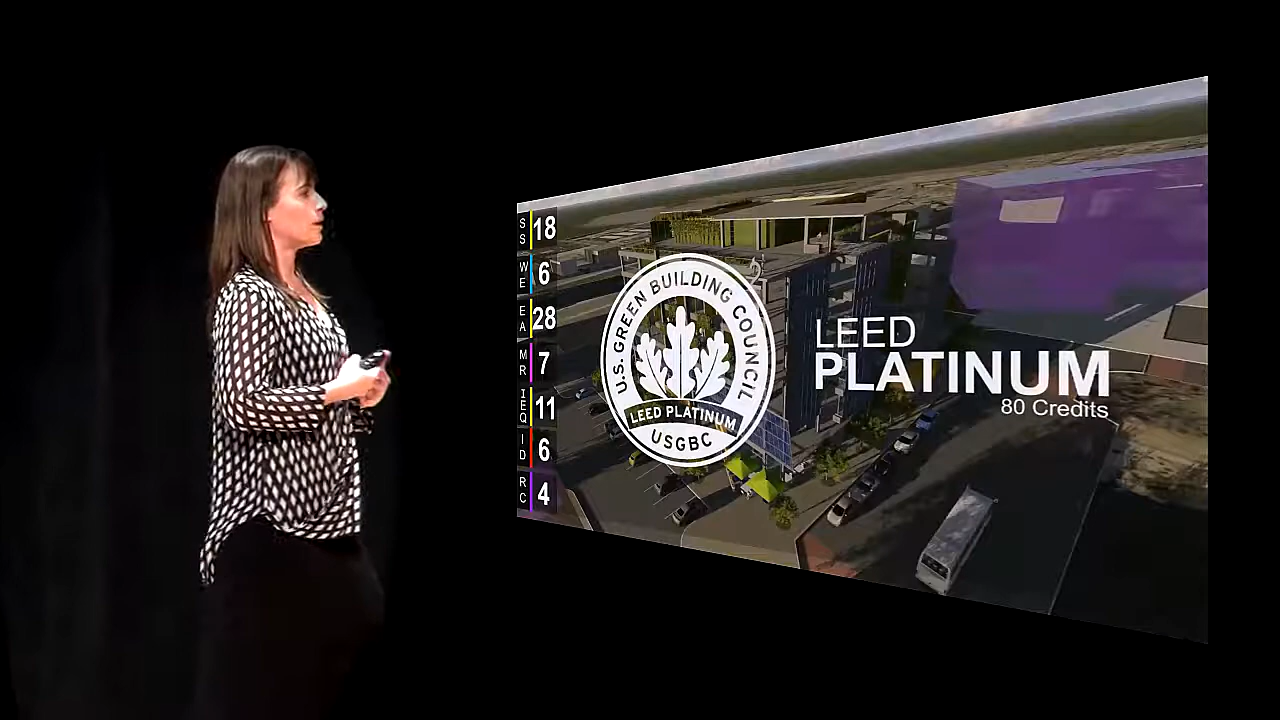 SS 18
WE 6
EA 28
MR 7
IEQ 11
ID 6
RC 4
U.S. GREEN BUILDING COUNCIL
LEED PLATINUM
USGBC
LEED
PLATINUM
80 Credits